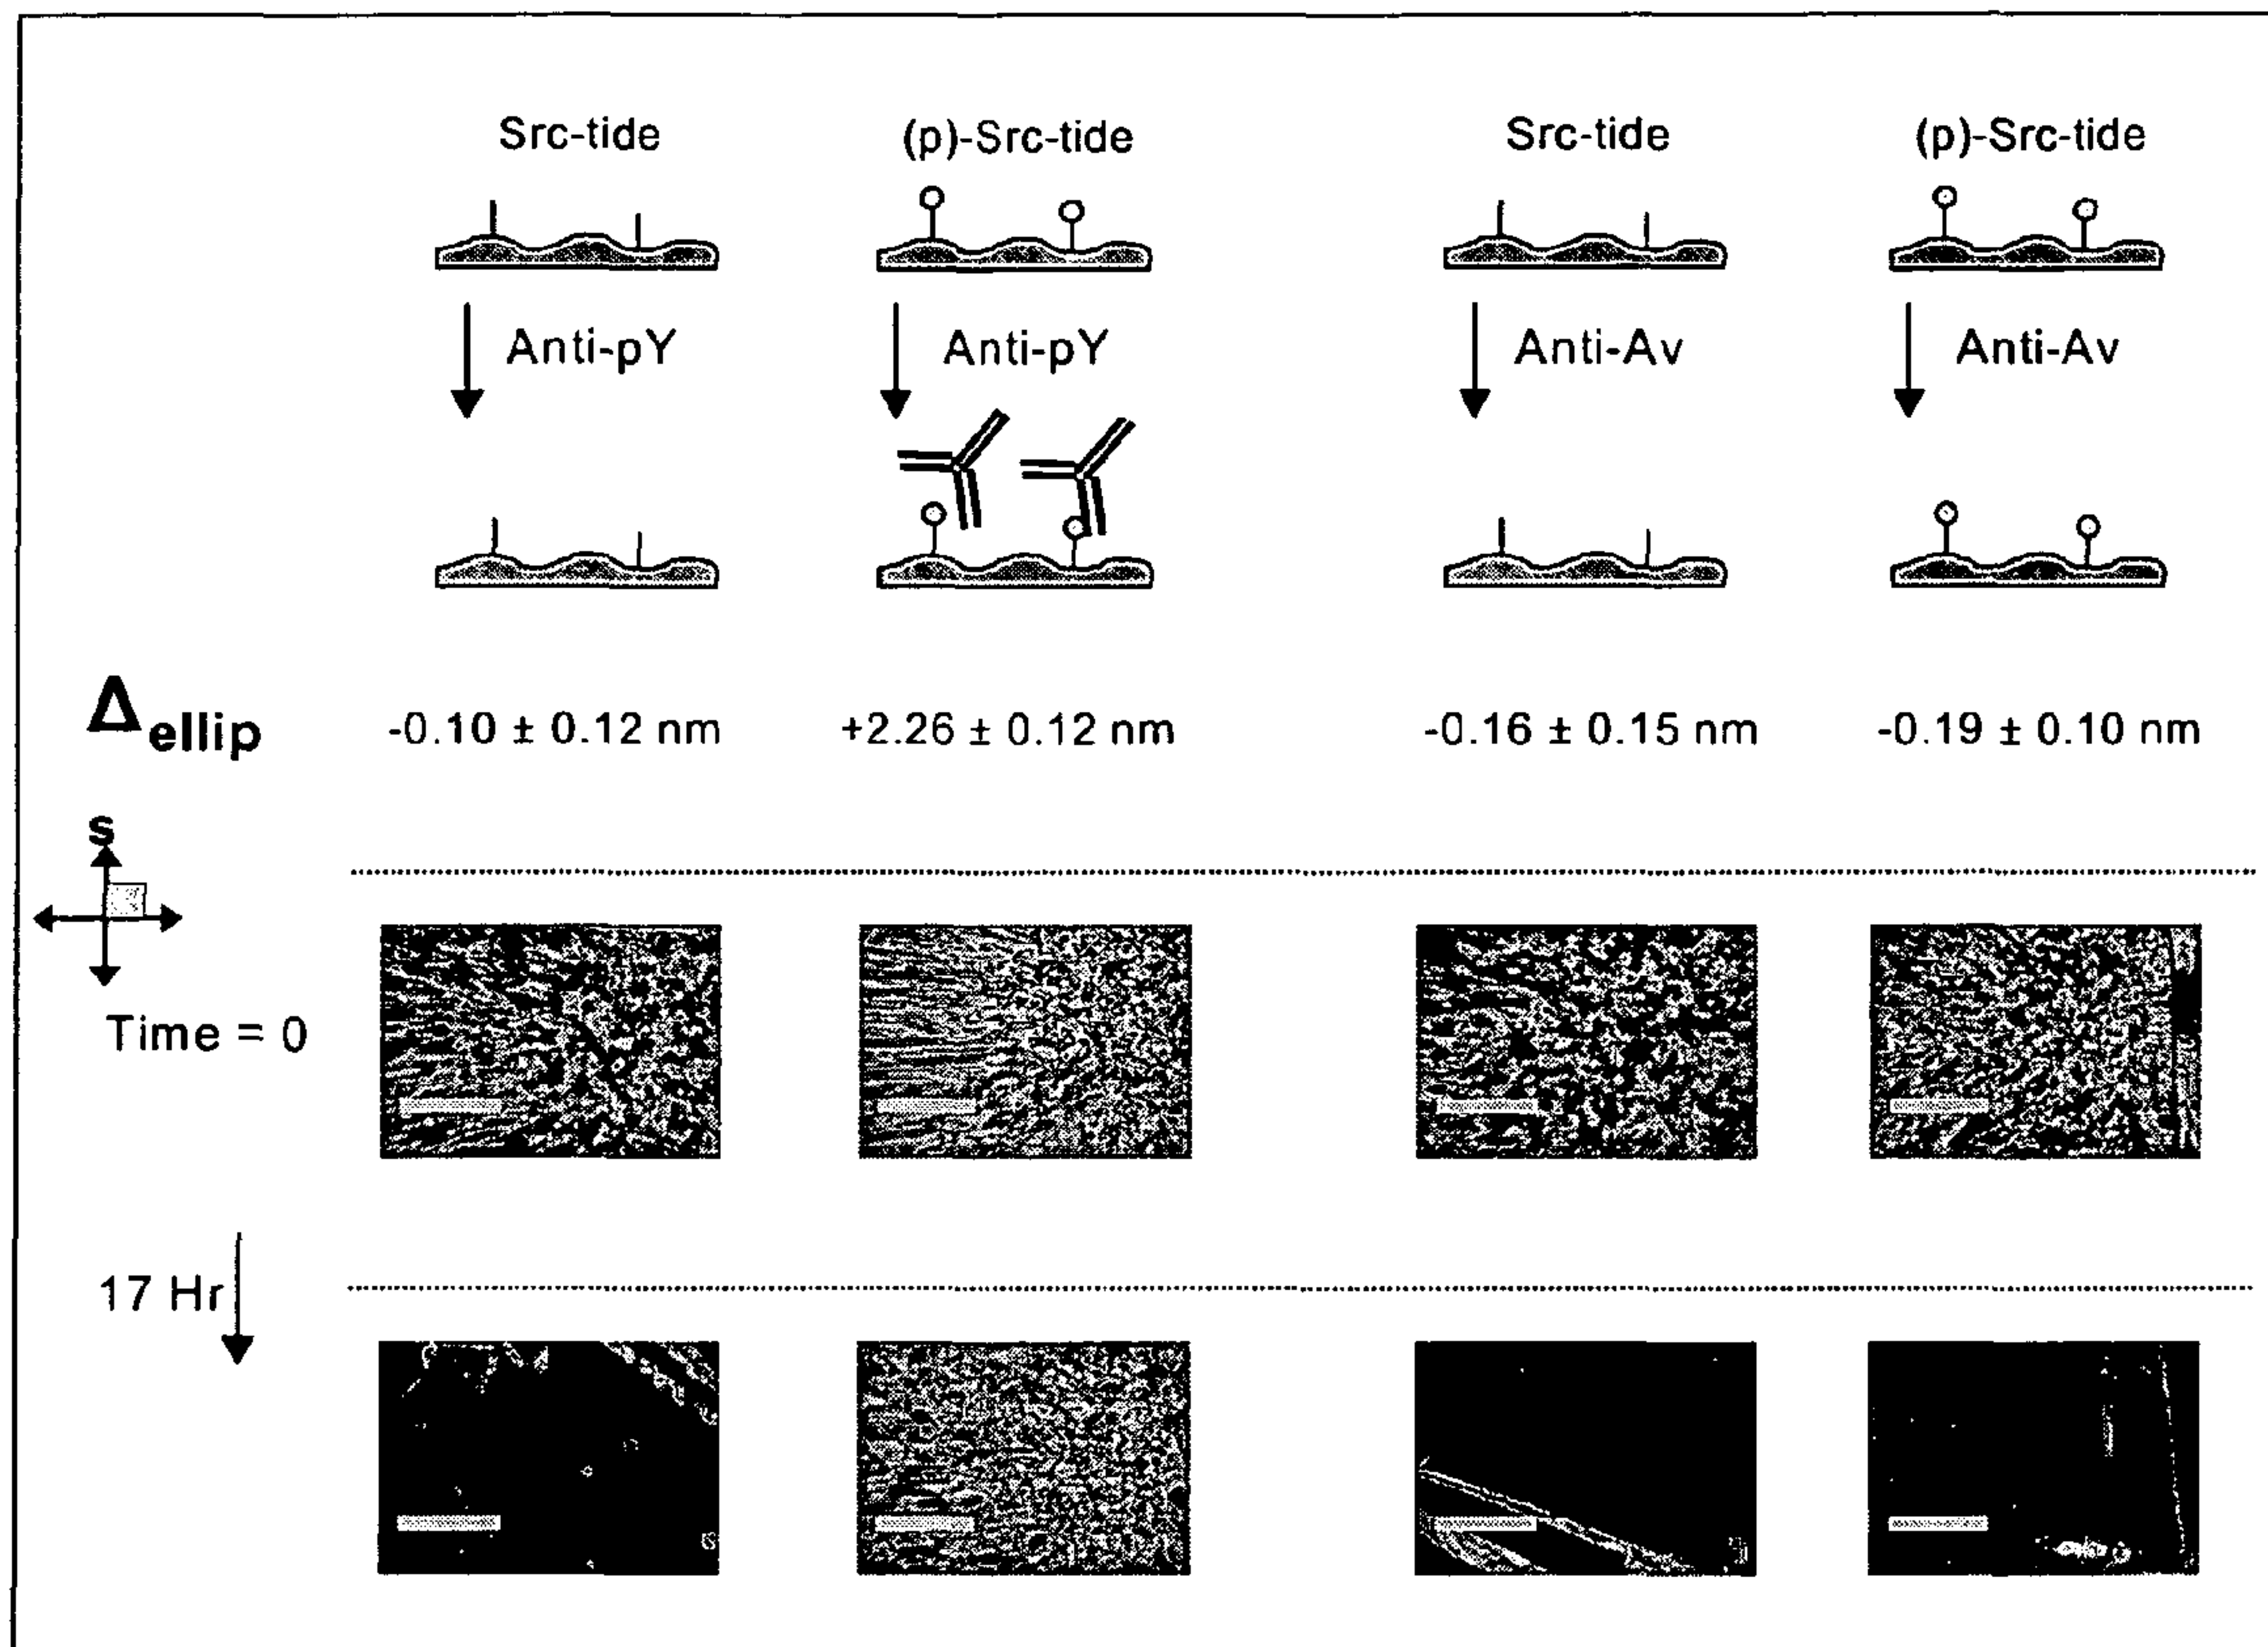 Src-tide (p)-Src-tide Src-tide (p)-Src-tide
Anti-pY Anti-pY Anti-Av Anti-Av
Δellip -0.10 ± 0.12 nm +2.26 ± 0.12 nm -0.16 ± 0.15 nm -0.19 ± 0.10 nm
s
Time = 0
17 Hr